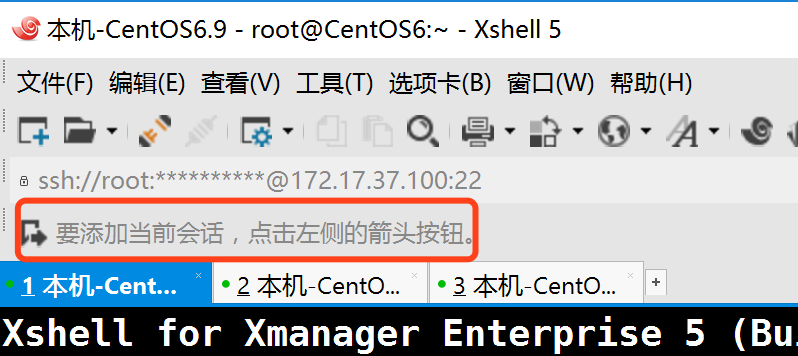 本机-CentOS6.9 - root@CentOS6:~ - Xshell 5
文件(F) 编辑(E) 查看(V) 工具(T) 选项卡(B) 窗口(W) 帮助(H)
ssh://root:**********@172.17.37.100:22
要添加当前会话，点击左侧的箭头按钮。
1 本机-Cent... 2 本机-CentO... 3 本机-CentO...
Xshell for Xmanager Enterprise 5 (Bu